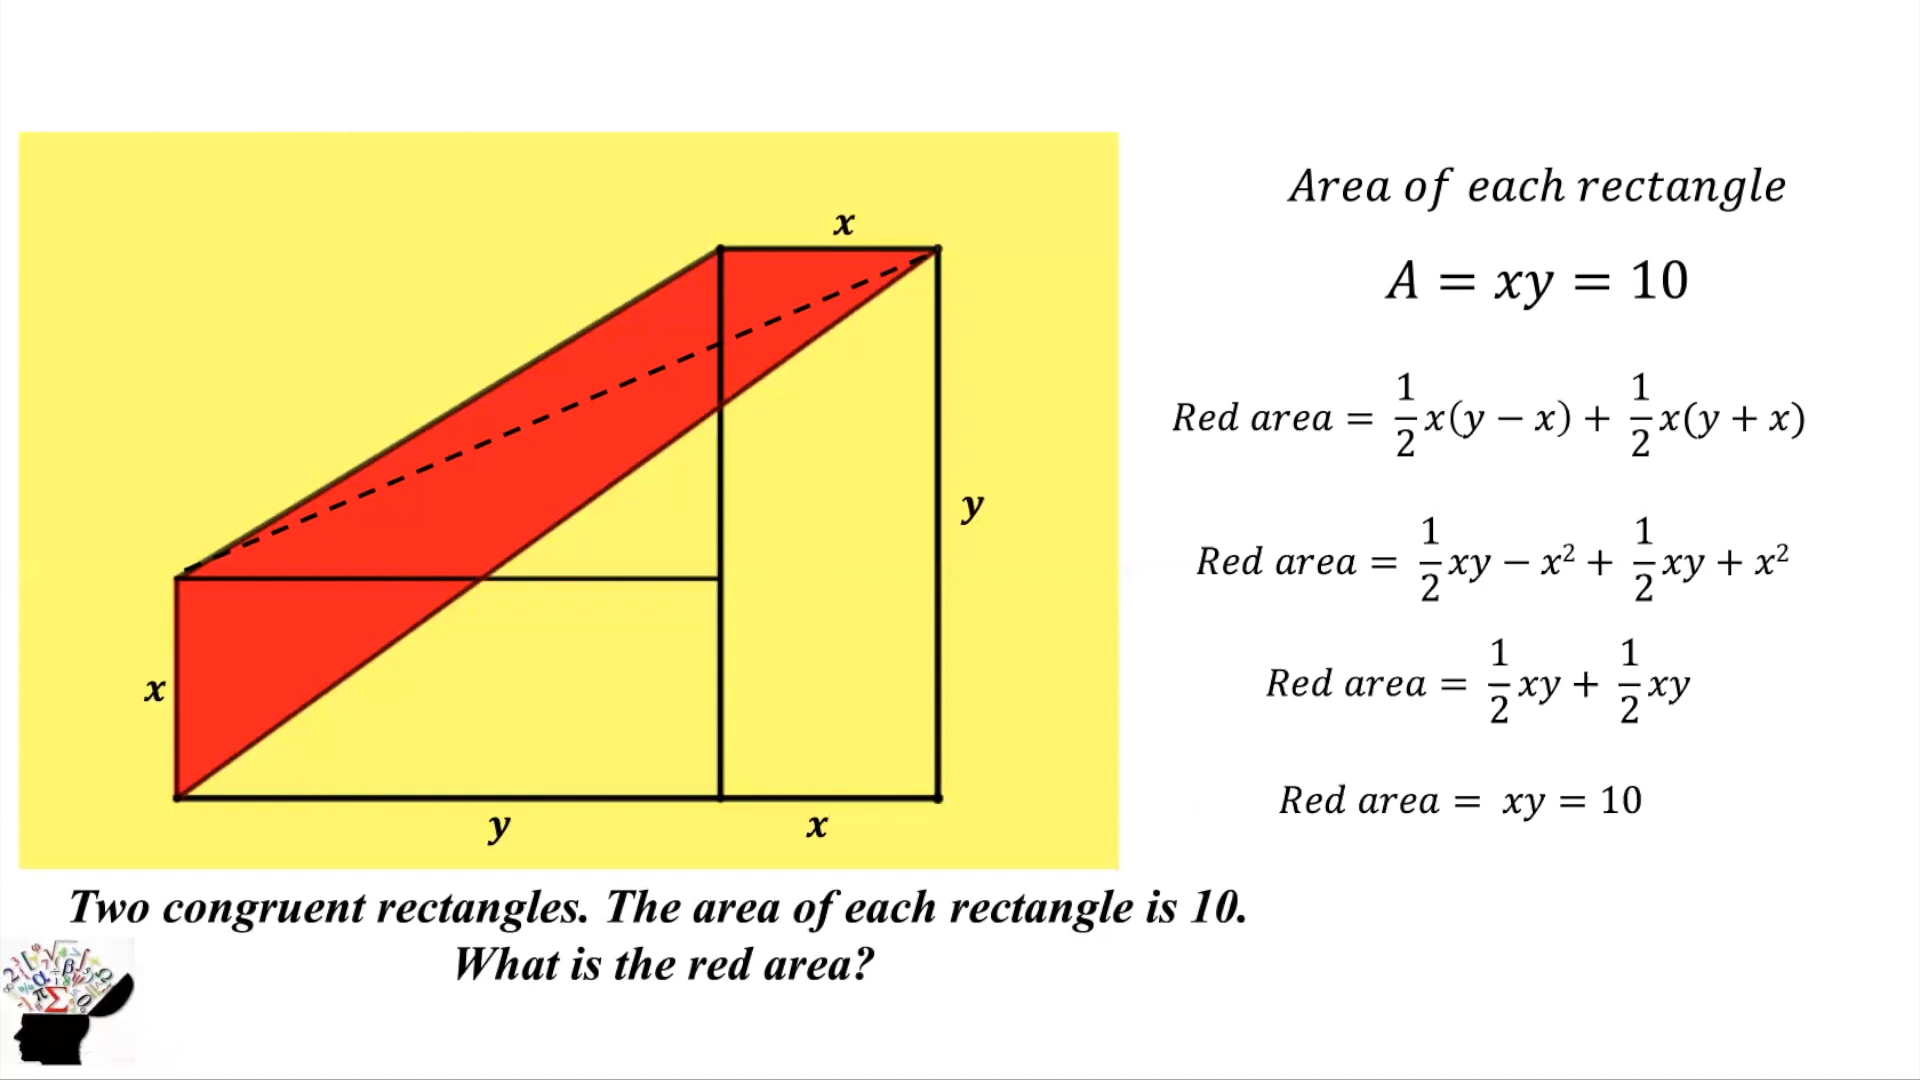 x
x
y
y
x
Two congruent rectangles. The area of each rectangle is 10.
What is the red area?
Area of each rectangle
A = xy = 10
Red area = 1/2 x(y − x) + 1/2 x(y + x)
Red area = 1/2 xy − x² + 1/2 xy + x²
Red area = 1/2 xy + 1/2 xy
Red area = xy = 10